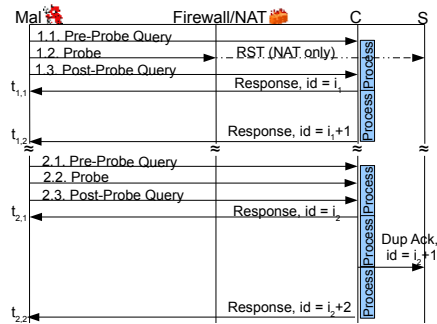 Mal Firewall/NAT C S
1.1. Pre-Probe Query
1.2. Probe RST (NAT only)
1.3. Post-Probe Query
Response, id = i₁
t₁,₁
Process
Process
Response, id = i₁+1
t₁,₂
≈ ≈ ≈ ≈
2.1. Pre-Probe Query
2.2. Probe
2.3. Post-Probe Query
Response, id = i₂
t₂,₁
Process
Process
Process
Dup Ack,
id = i₂+1
Response, id = i₂+2
t₂,₂